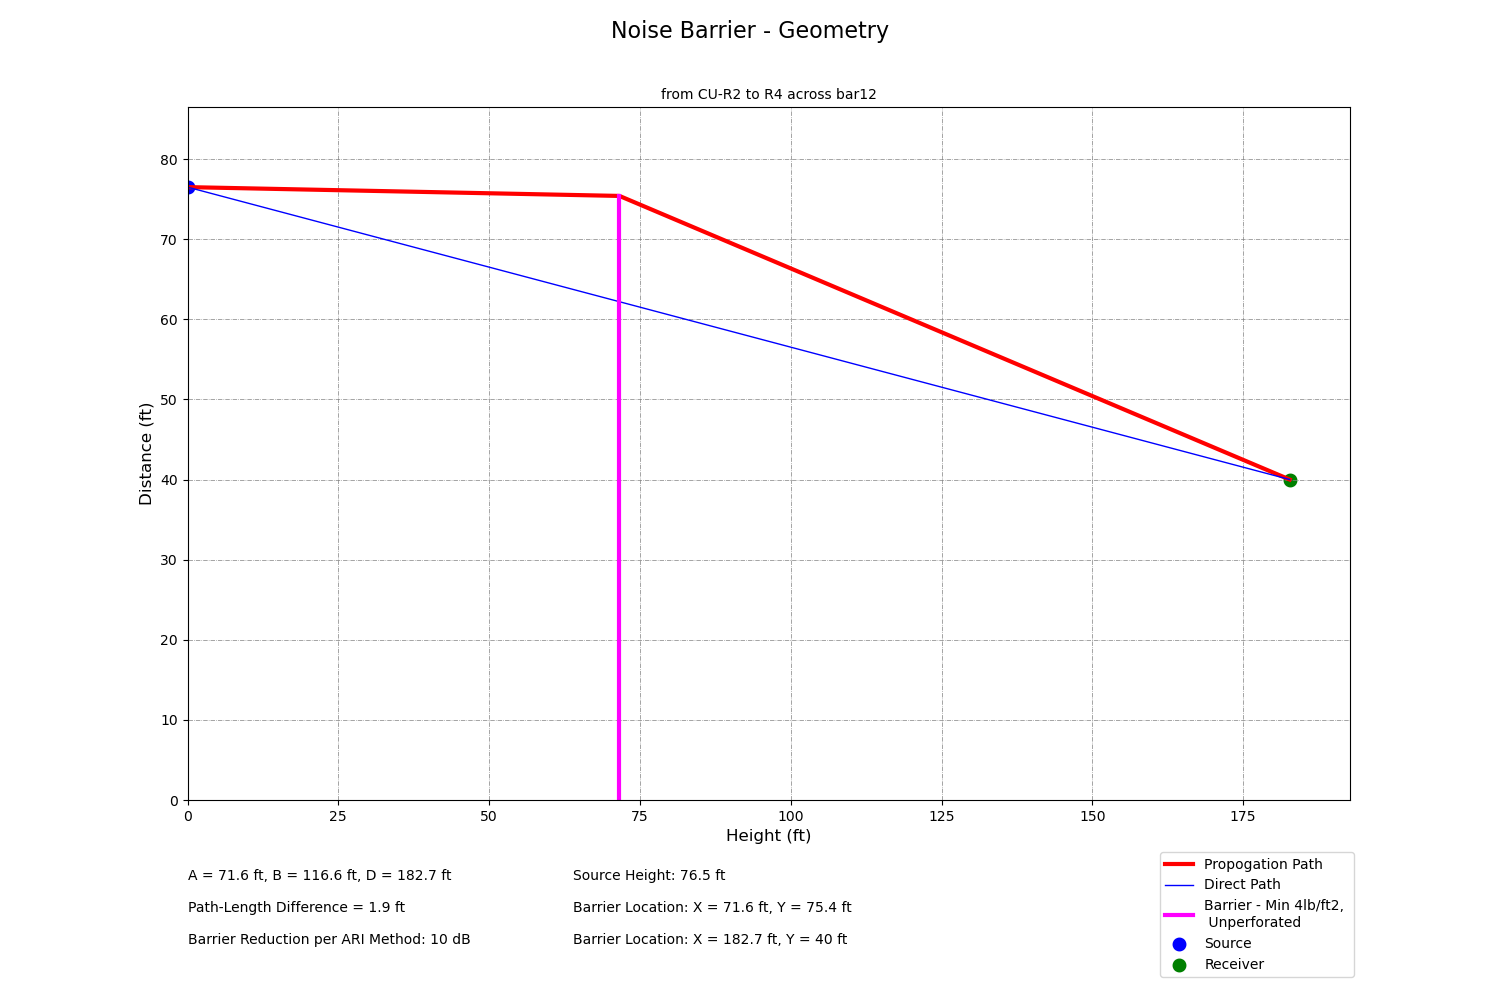 Noise Barrier - Geometry
from CU-R2 to R4 across bar12
80
70
60
50
40
30
20
10
0
Distance (ft)
0 25 50 75 100 125 150 175
Height (ft)
A = 71.6 ft, B = 116.6 ft, D = 182.7 ft
Path-Length Difference = 1.9 ft
Barrier Reduction per ARI Method: 10 dB
Source Height: 76.5 ft
Barrier Location: X = 71.6 ft, Y = 75.4 ft
Barrier Location: X = 182.7 ft, Y = 40 ft
Propogation Path
Direct Path
Barrier - Min 4lb/ft2,
Unperforated
Source
Receiver